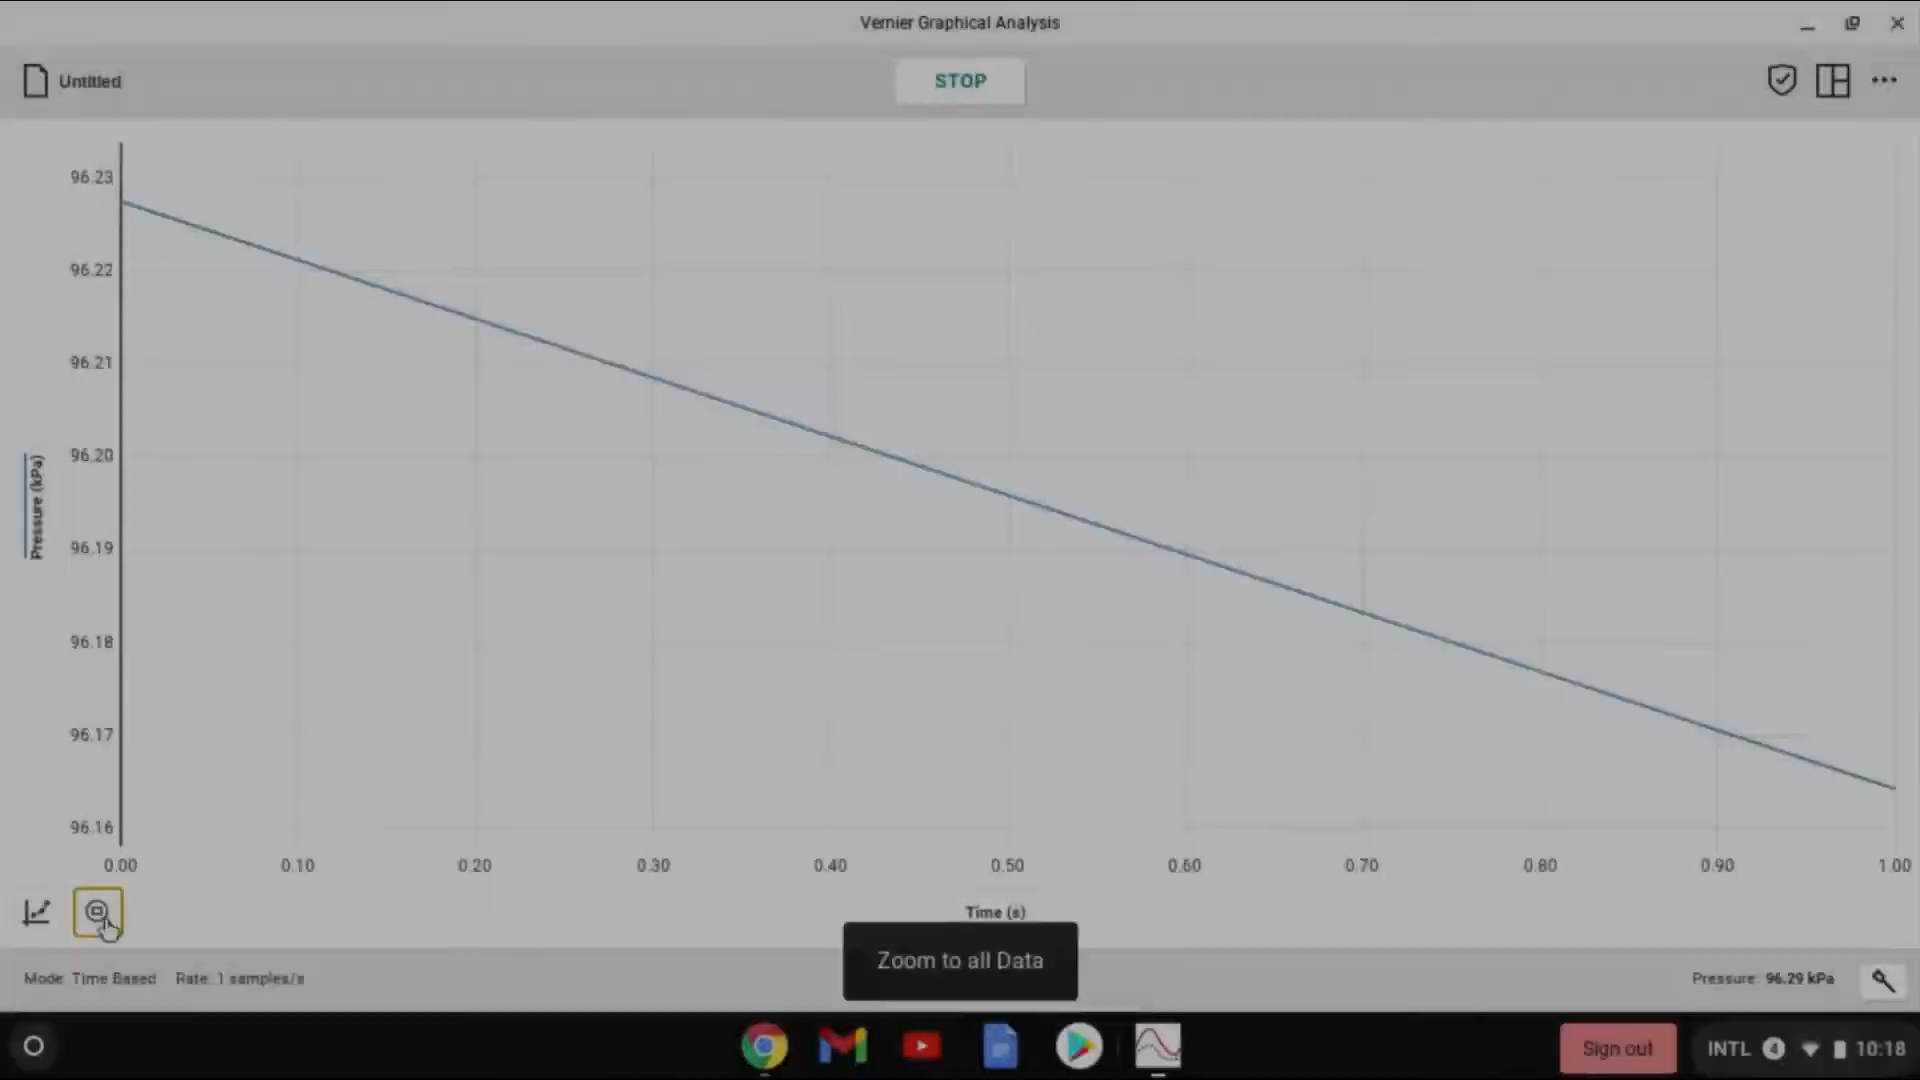 Vernier Graphical Analysis
Untitled
STOP
96.23
96.22
96.21
96.20
96.19
96.18
96.17
96.16
Pressure (kPa)
0.00 0.10 0.20 0.30 0.40 0.50 0.60 0.70 0.80 0.90 1.00
Time (s)
Zoom to all Data
Mode: Time Based Rate: 1 samples/s
Pressure: 96.29 kPa
Sign out
INTL 4 10:18